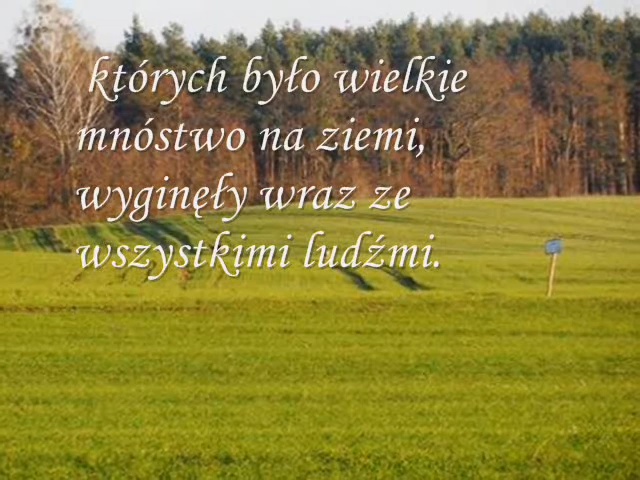 których było wielkie
mnóstwo na ziemi,
wyginęły wraz ze
wszystkimi ludźmi.